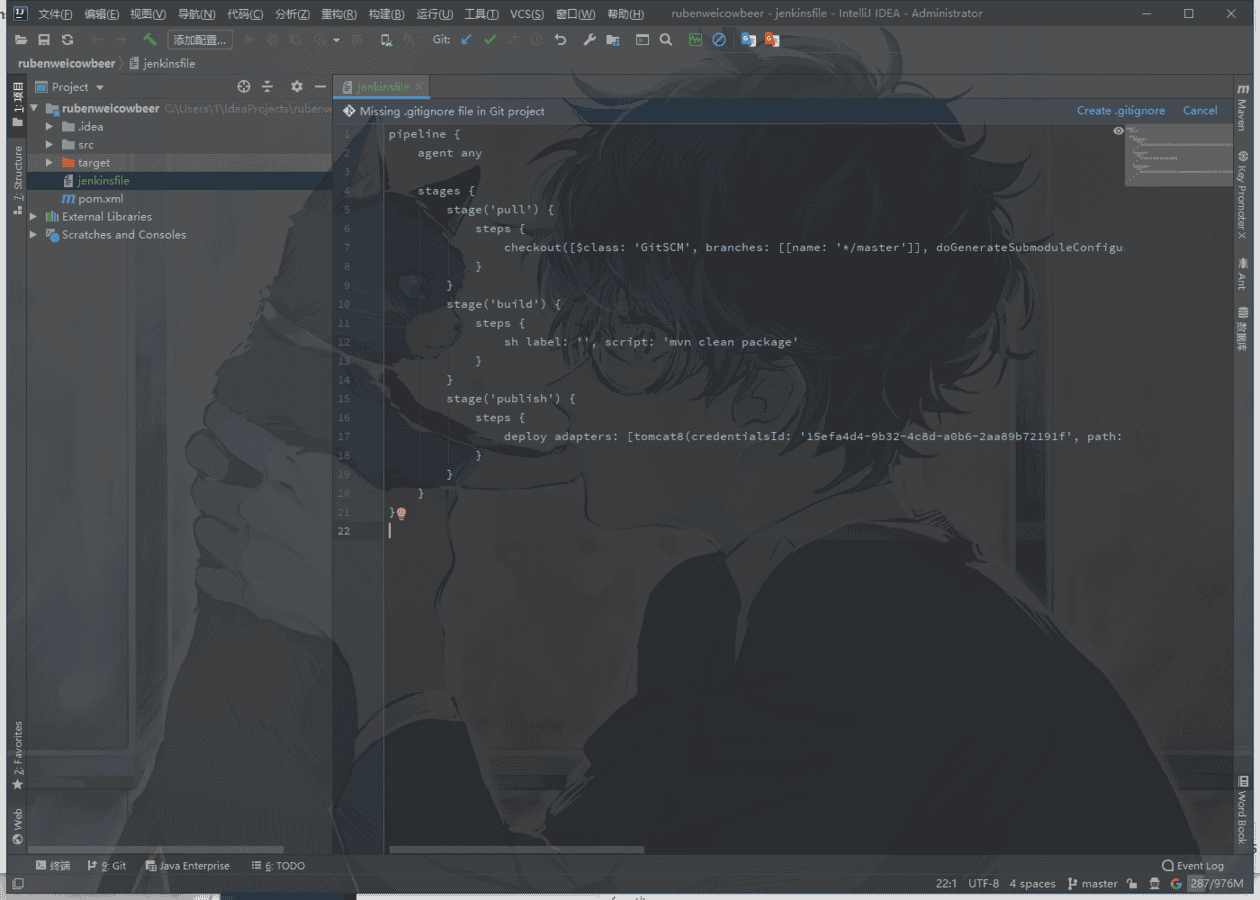 文件(F) 编辑(E) 视图(V) 导航(N) 代码(C) 分析(Z) 重构(R) 构建(B) 运行(U) 工具(T) VCS(S) 窗口(W) 帮助(H) rubenweicowbeer - jenkinsfile - IntelliJ IDEA - Administrator
添加配置... Git:
rubenweicowbeer jenkinsfile
1: 项目
Project
jenkinsfile
rubenweicowbeer C:\Users\1\IdeaProjects\rubenw
.idea
src
target
jenkinsfile
pom.xml
External Libraries
Scratches and Consoles
Missing .gitignore file in Git project Create .gitignore Cancel
1 pipeline {
2 agent any
3
4 stages {
5 stage('pull') {
6 steps {
7 checkout([$class: 'GitSCM', branches: [[name: '*/master']], doGenerateSubmoduleConfigu
8 }
9 }
10 stage('build') {
11 steps {
12 sh label: '', script: 'mvn clean package'
13 }
14 }
15 stage('publish') {
16 steps {
17 deploy adapters: [tomcat8(credentialsId: '15efa4d4-9b32-4c8d-a0b6-2aa89b72191f', path:
18 }
19 }
20 }
21 }
22
7: Structure
2: Favorites
Web
Maven
Key Promoter X
Ant
数据库
Word Book
终端 9: Git Java Enterprise 6: TODO Event Log
22:1 UTF-8 4 spaces master 287/976M